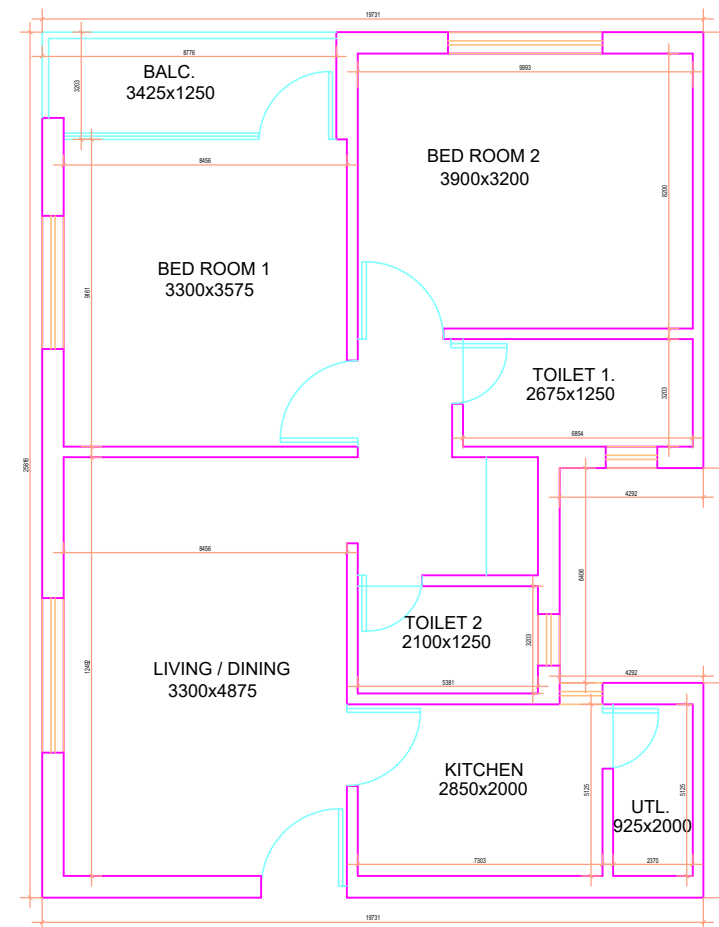 19731
8776
BALC.
3425x1250
3203
9993
BED ROOM 2
3900x3200
8200
8456
BED ROOM 1
3300x3575
9161
TOILET 1.
2675x1250
3203
6854
25816
4292
8456
6406
TOILET 2
2100x1250
3203
LIVING / DINING
3300x4875
12492
5381
4292
KITCHEN
2850x2000
5125
UTL.
925x2000
5125
7303
2370
19731